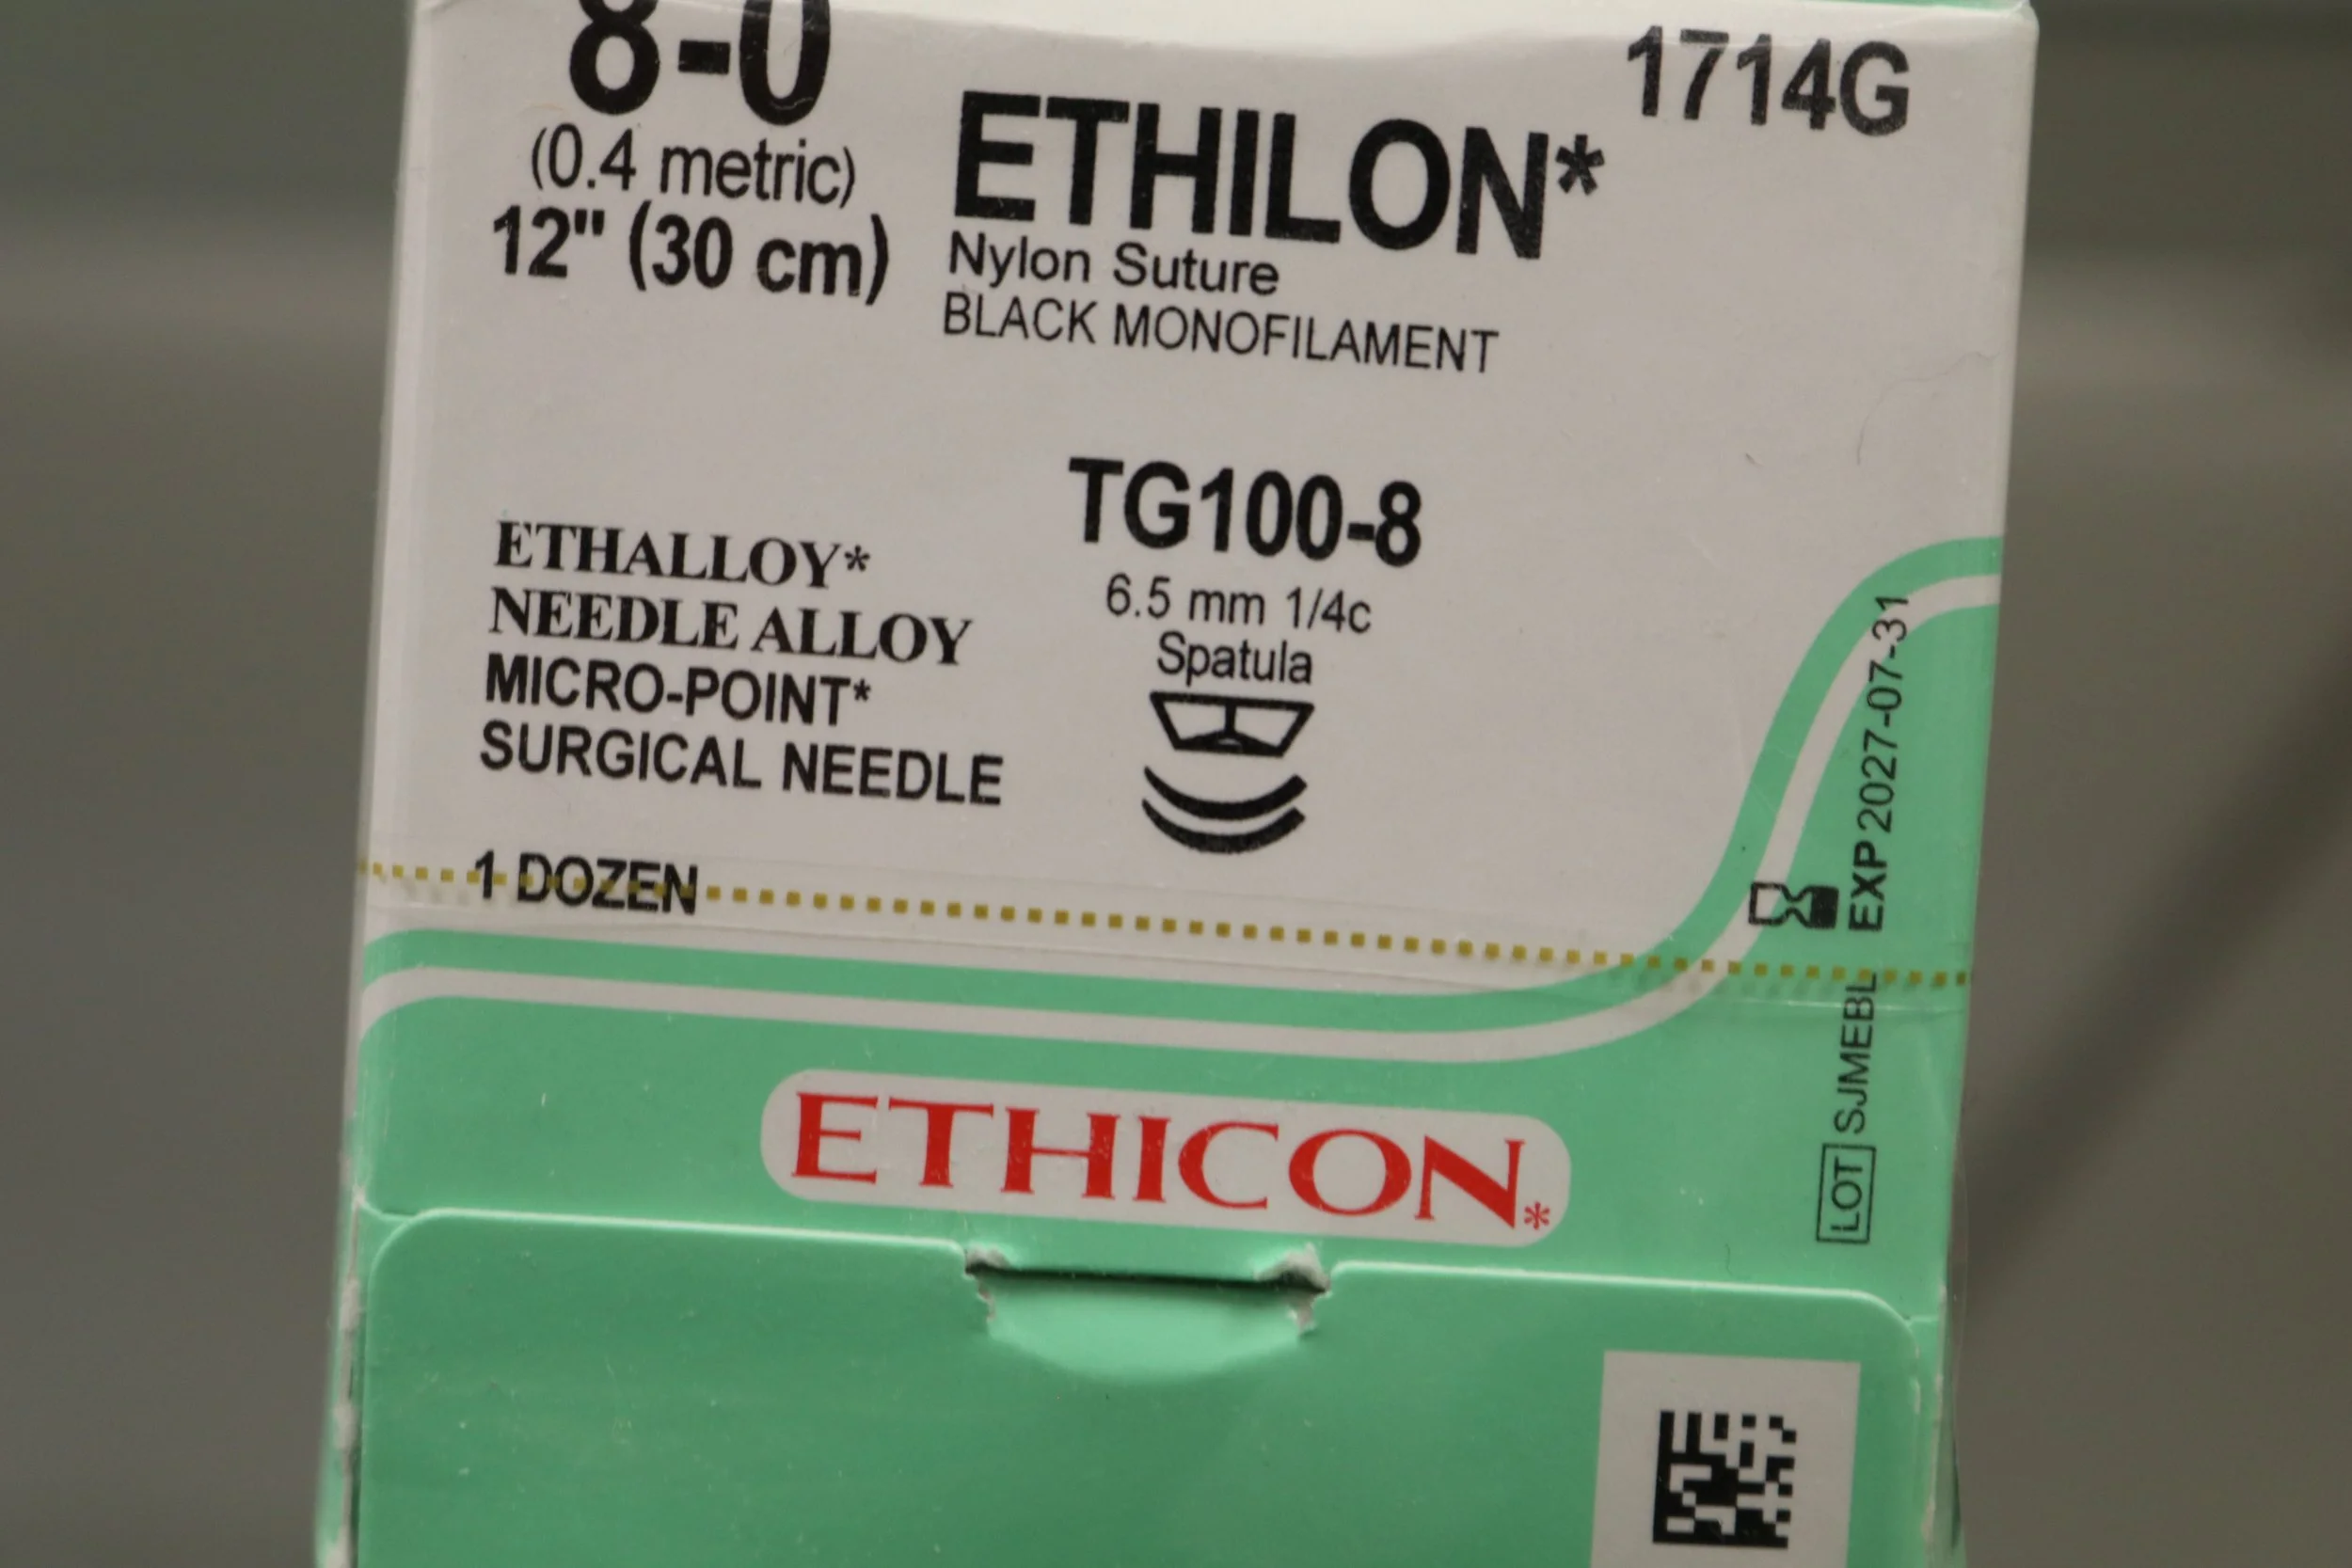 8-0
(0.4 metric)
12" (30 cm)
ETHILON*
Nylon Suture
BLACK MONOFILAMENT
1714G
TG100-8
6.5 mm 1/4c
Spatula
ETHALLOY*
NEEDLE ALLOY
MICRO-POINT*
SURGICAL NEEDLE
1 DOZEN
EXP 2027-07-31
LOT SJMEBL
ETHICON*